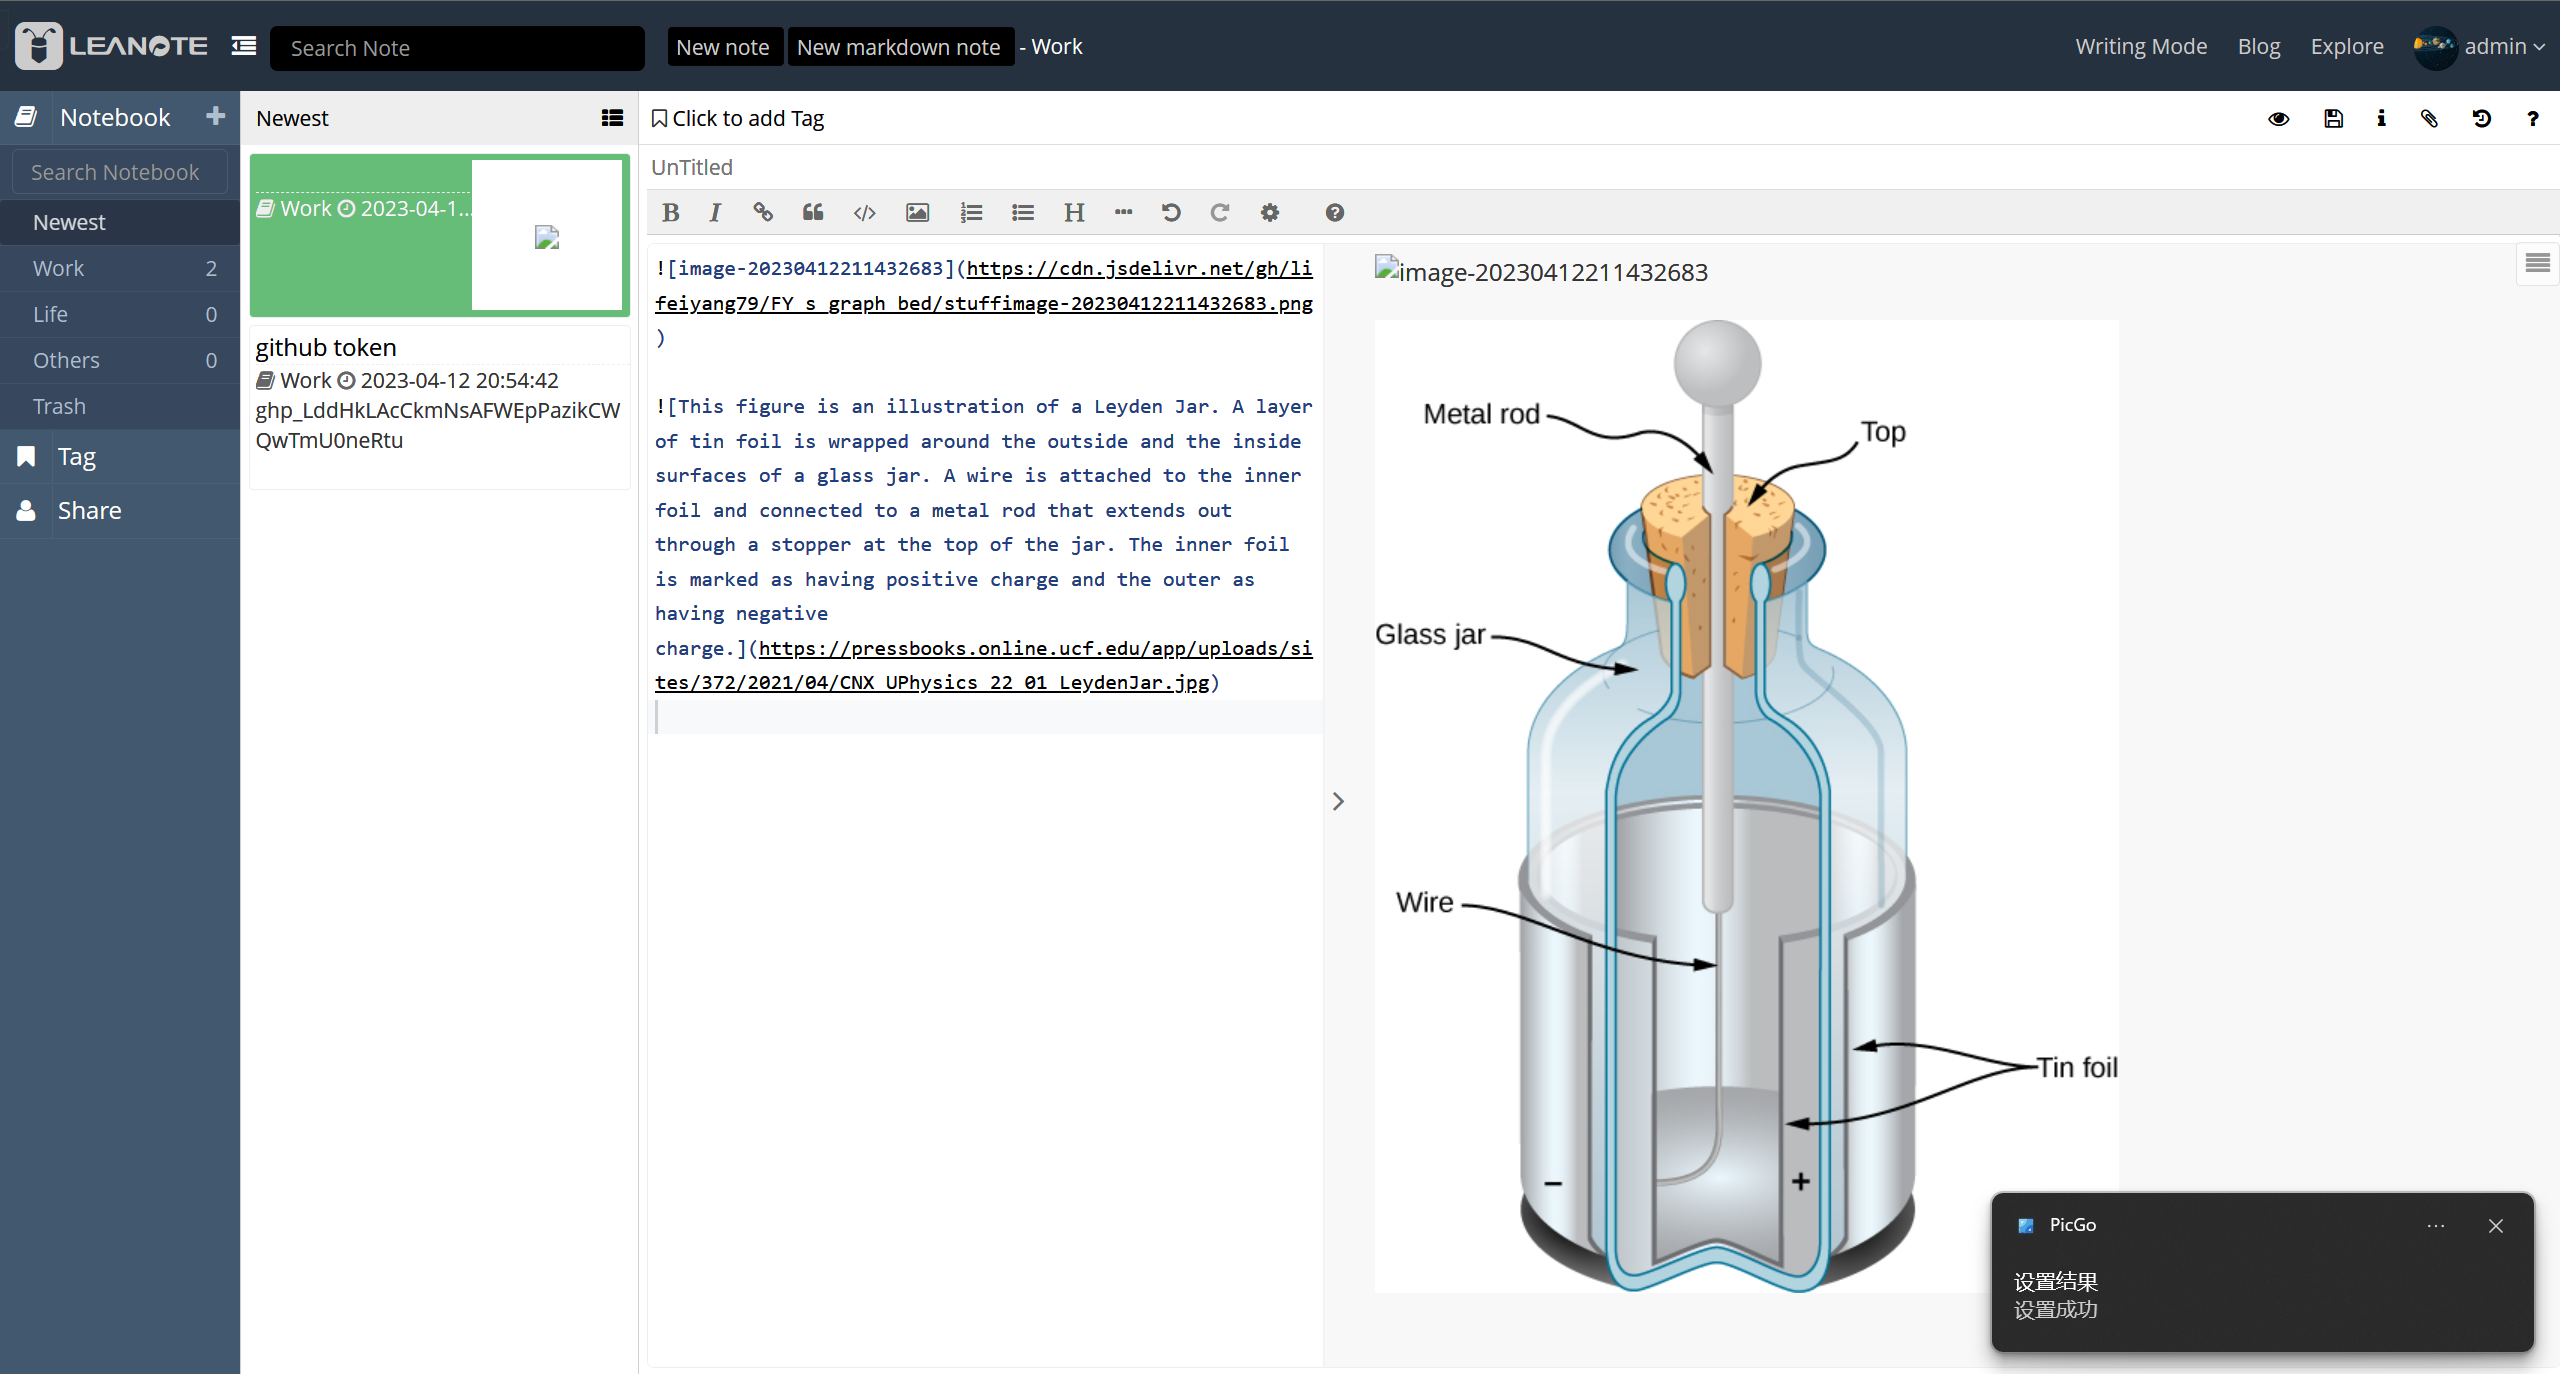 LEANOTE
Search Note
New note
New markdown note
- Work
Writing Mode
Blog
Explore
admin
Notebook
Search Notebook
Newest
Work 2
Life 0
Others 0
Trash
Tag
Share
Newest
Work 2023-04-1...
github token
Work 2023-04-12 20:54:42
ghp_LddHkLAcCkmNsAFWEpPazikCW
QwTmU0neRtu
Click to add Tag
UnTitled
![image-20230412211432683](https://cdn.jsdelivr.net/gh/li
feiyang79/FY_s_graph_bed/stuffimage-20230412211432683.png
)
![This figure is an illustration of a Leyden Jar. A layer
of tin foil is wrapped around the outside and the inside
surfaces of a glass jar. A wire is attached to the inner
foil and connected to a metal rod that extends out
through a stopper at the top of the jar. The inner foil
is marked as having positive charge and the outer as
having negative
charge.](https://pressbooks.online.ucf.edu/app/uploads/si
tes/372/2021/04/CNX_UPhysics_22_01_LeydenJar.jpg)
image-20230412211432683
Metal rod
Top
Glass jar
Wire
Tin foil
− +
PicGo
设置结果
设置成功